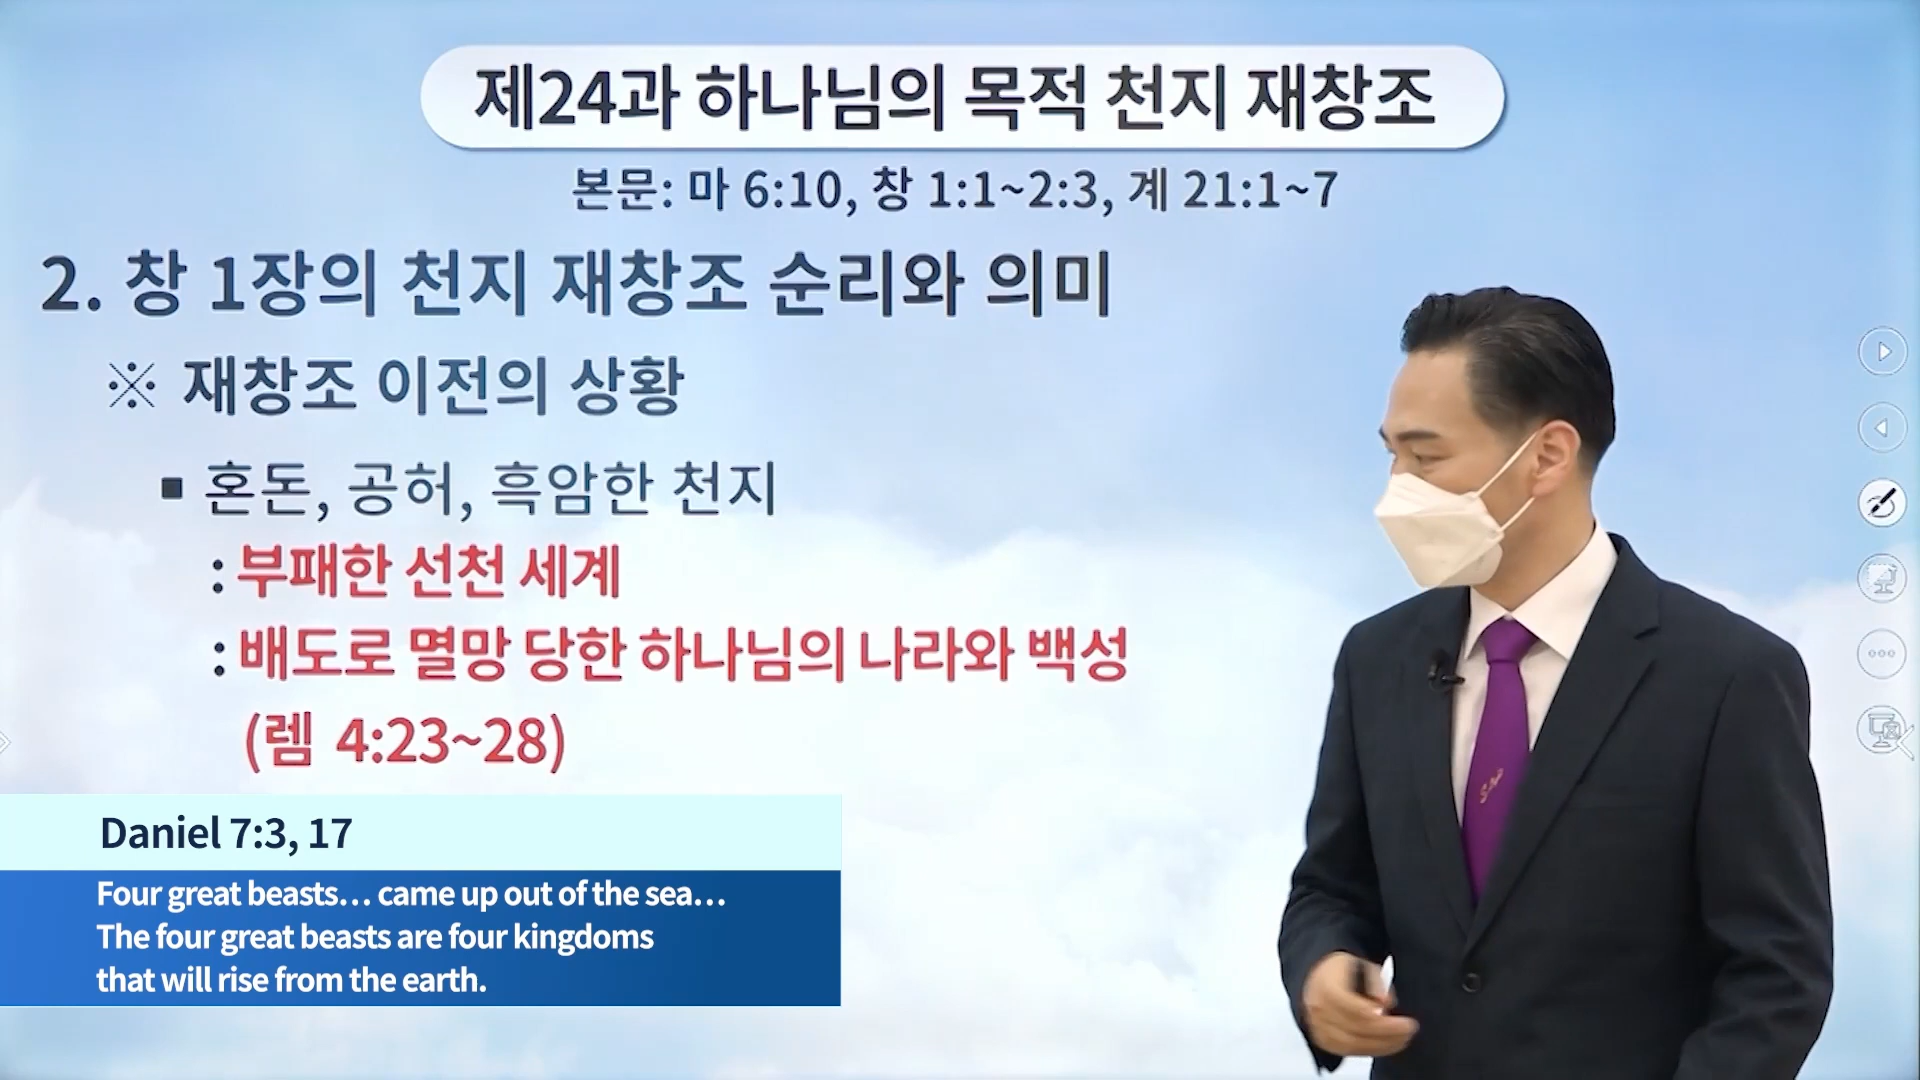 제24과 하나님의 목적 천지 재창조
본문: 마 6:10, 창 1:1~2:3, 계 21:1~7
2. 창 1장의 천지 재창조 순리와 의미
※ 재창조 이전의 상황
▪ 혼돈, 공허, 흑암한 천지
: 부패한 선천 세계
: 배도로 멸망 당한 하나님의 나라와 백성
(렘 4:23~28)
Daniel 7:3, 17
Four great beasts… came up out of the sea…
The four great beasts are four kingdoms
that will rise from the earth.